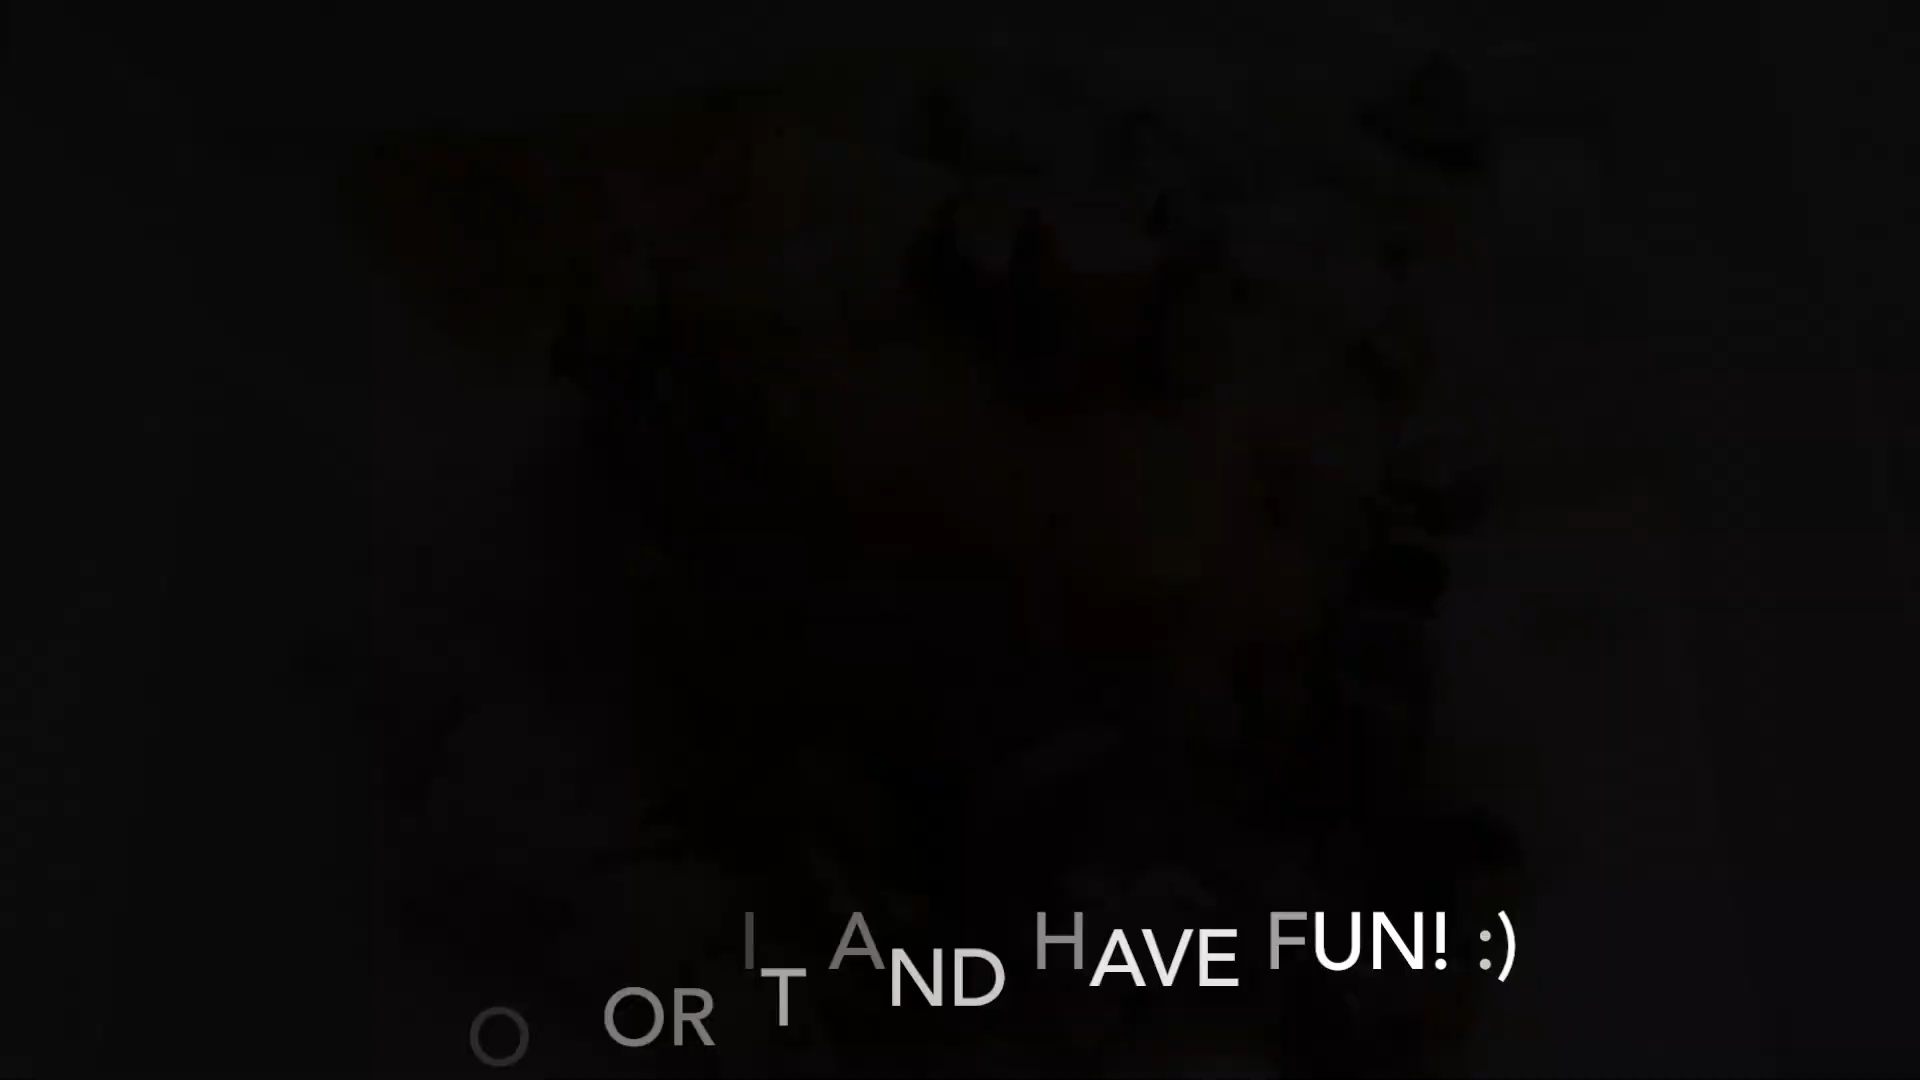 O OR IT AND HAVE FUN! :)